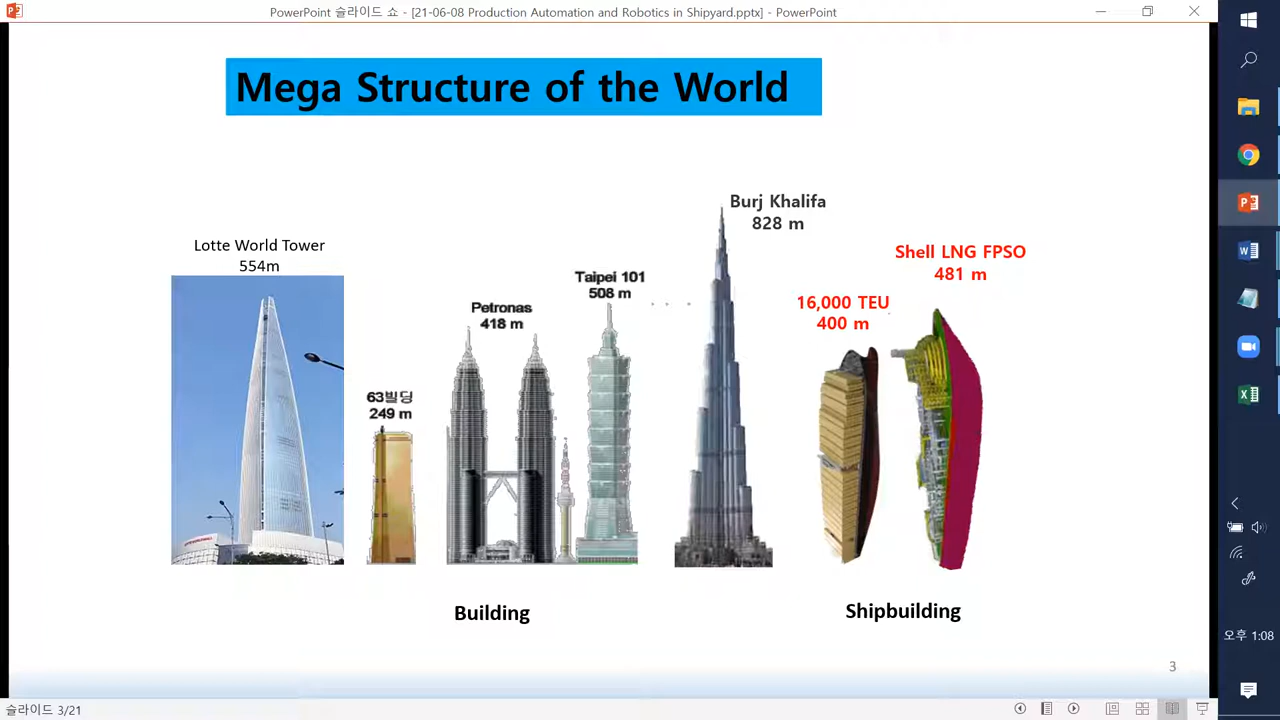 PowerPoint 슬라이드 쇼 - [21-06-08 Production Automation and Robotics in Shipyard.pptx] - PowerPoint
Mega Structure of the World
Burj Khalifa
828 m
Lotte World Tower
554m
Shell LNG FPSO
481 m
Taipei 101
508 m
Petronas
418 m
16,000 TEU
400 m
63빌딩
249 m
Building
Shipbuilding
3
오후 1:08
슬라이드 3/21